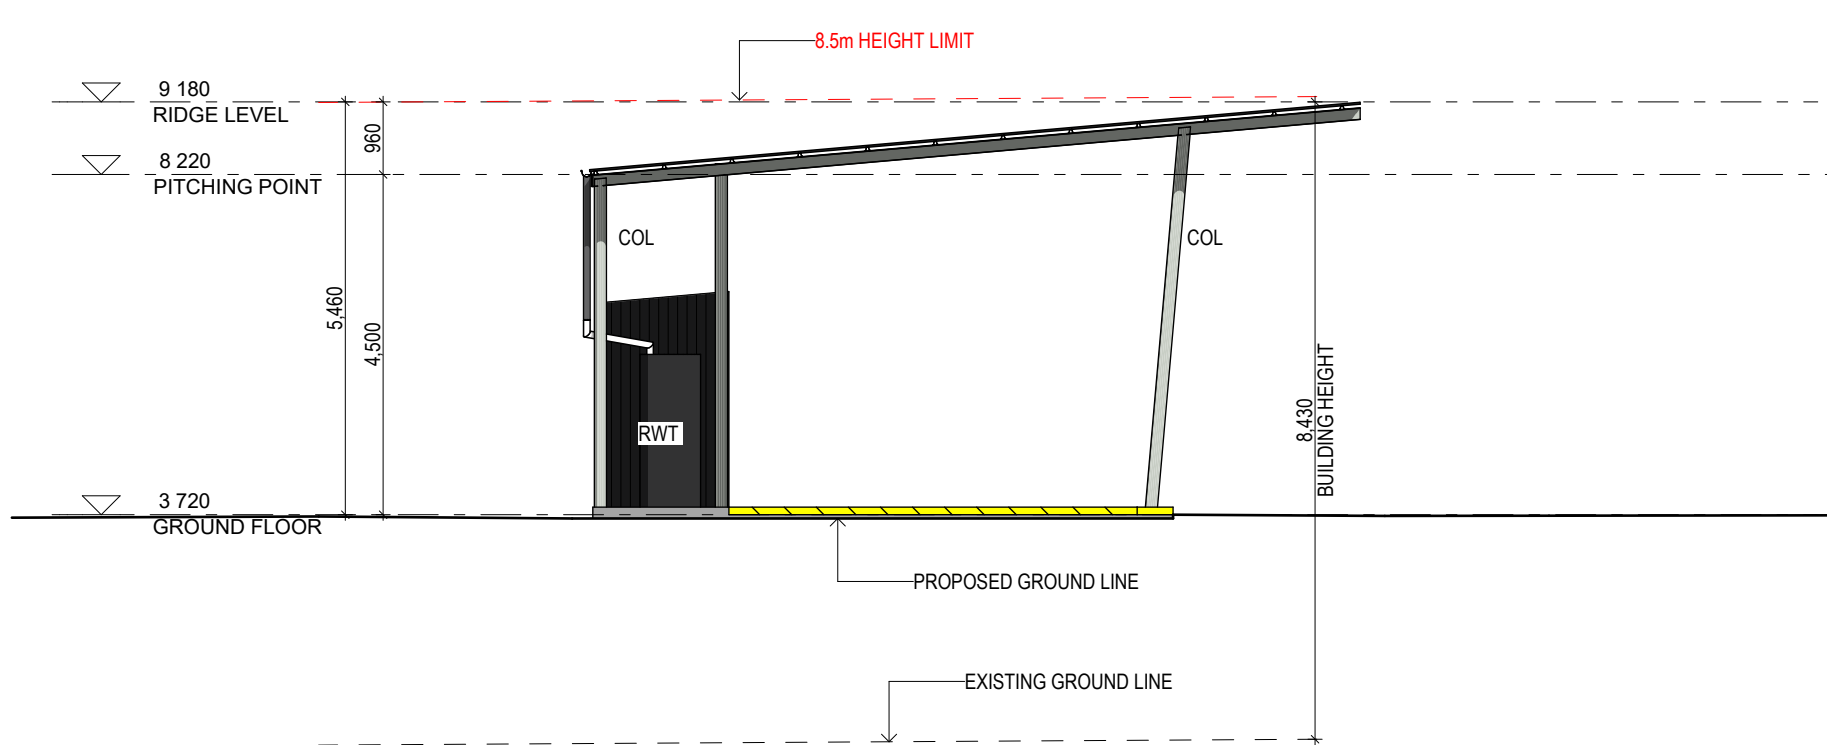 8.5m HEIGHT LIMIT
9 180
RIDGE LEVEL
960
8 220
PITCHING POINT
COL
COL
5,460
4,500
8,430
BUILDING HEIGHT
RWT
3 720
GROUND FLOOR
PROPOSED GROUND LINE
EXISTING GROUND LINE